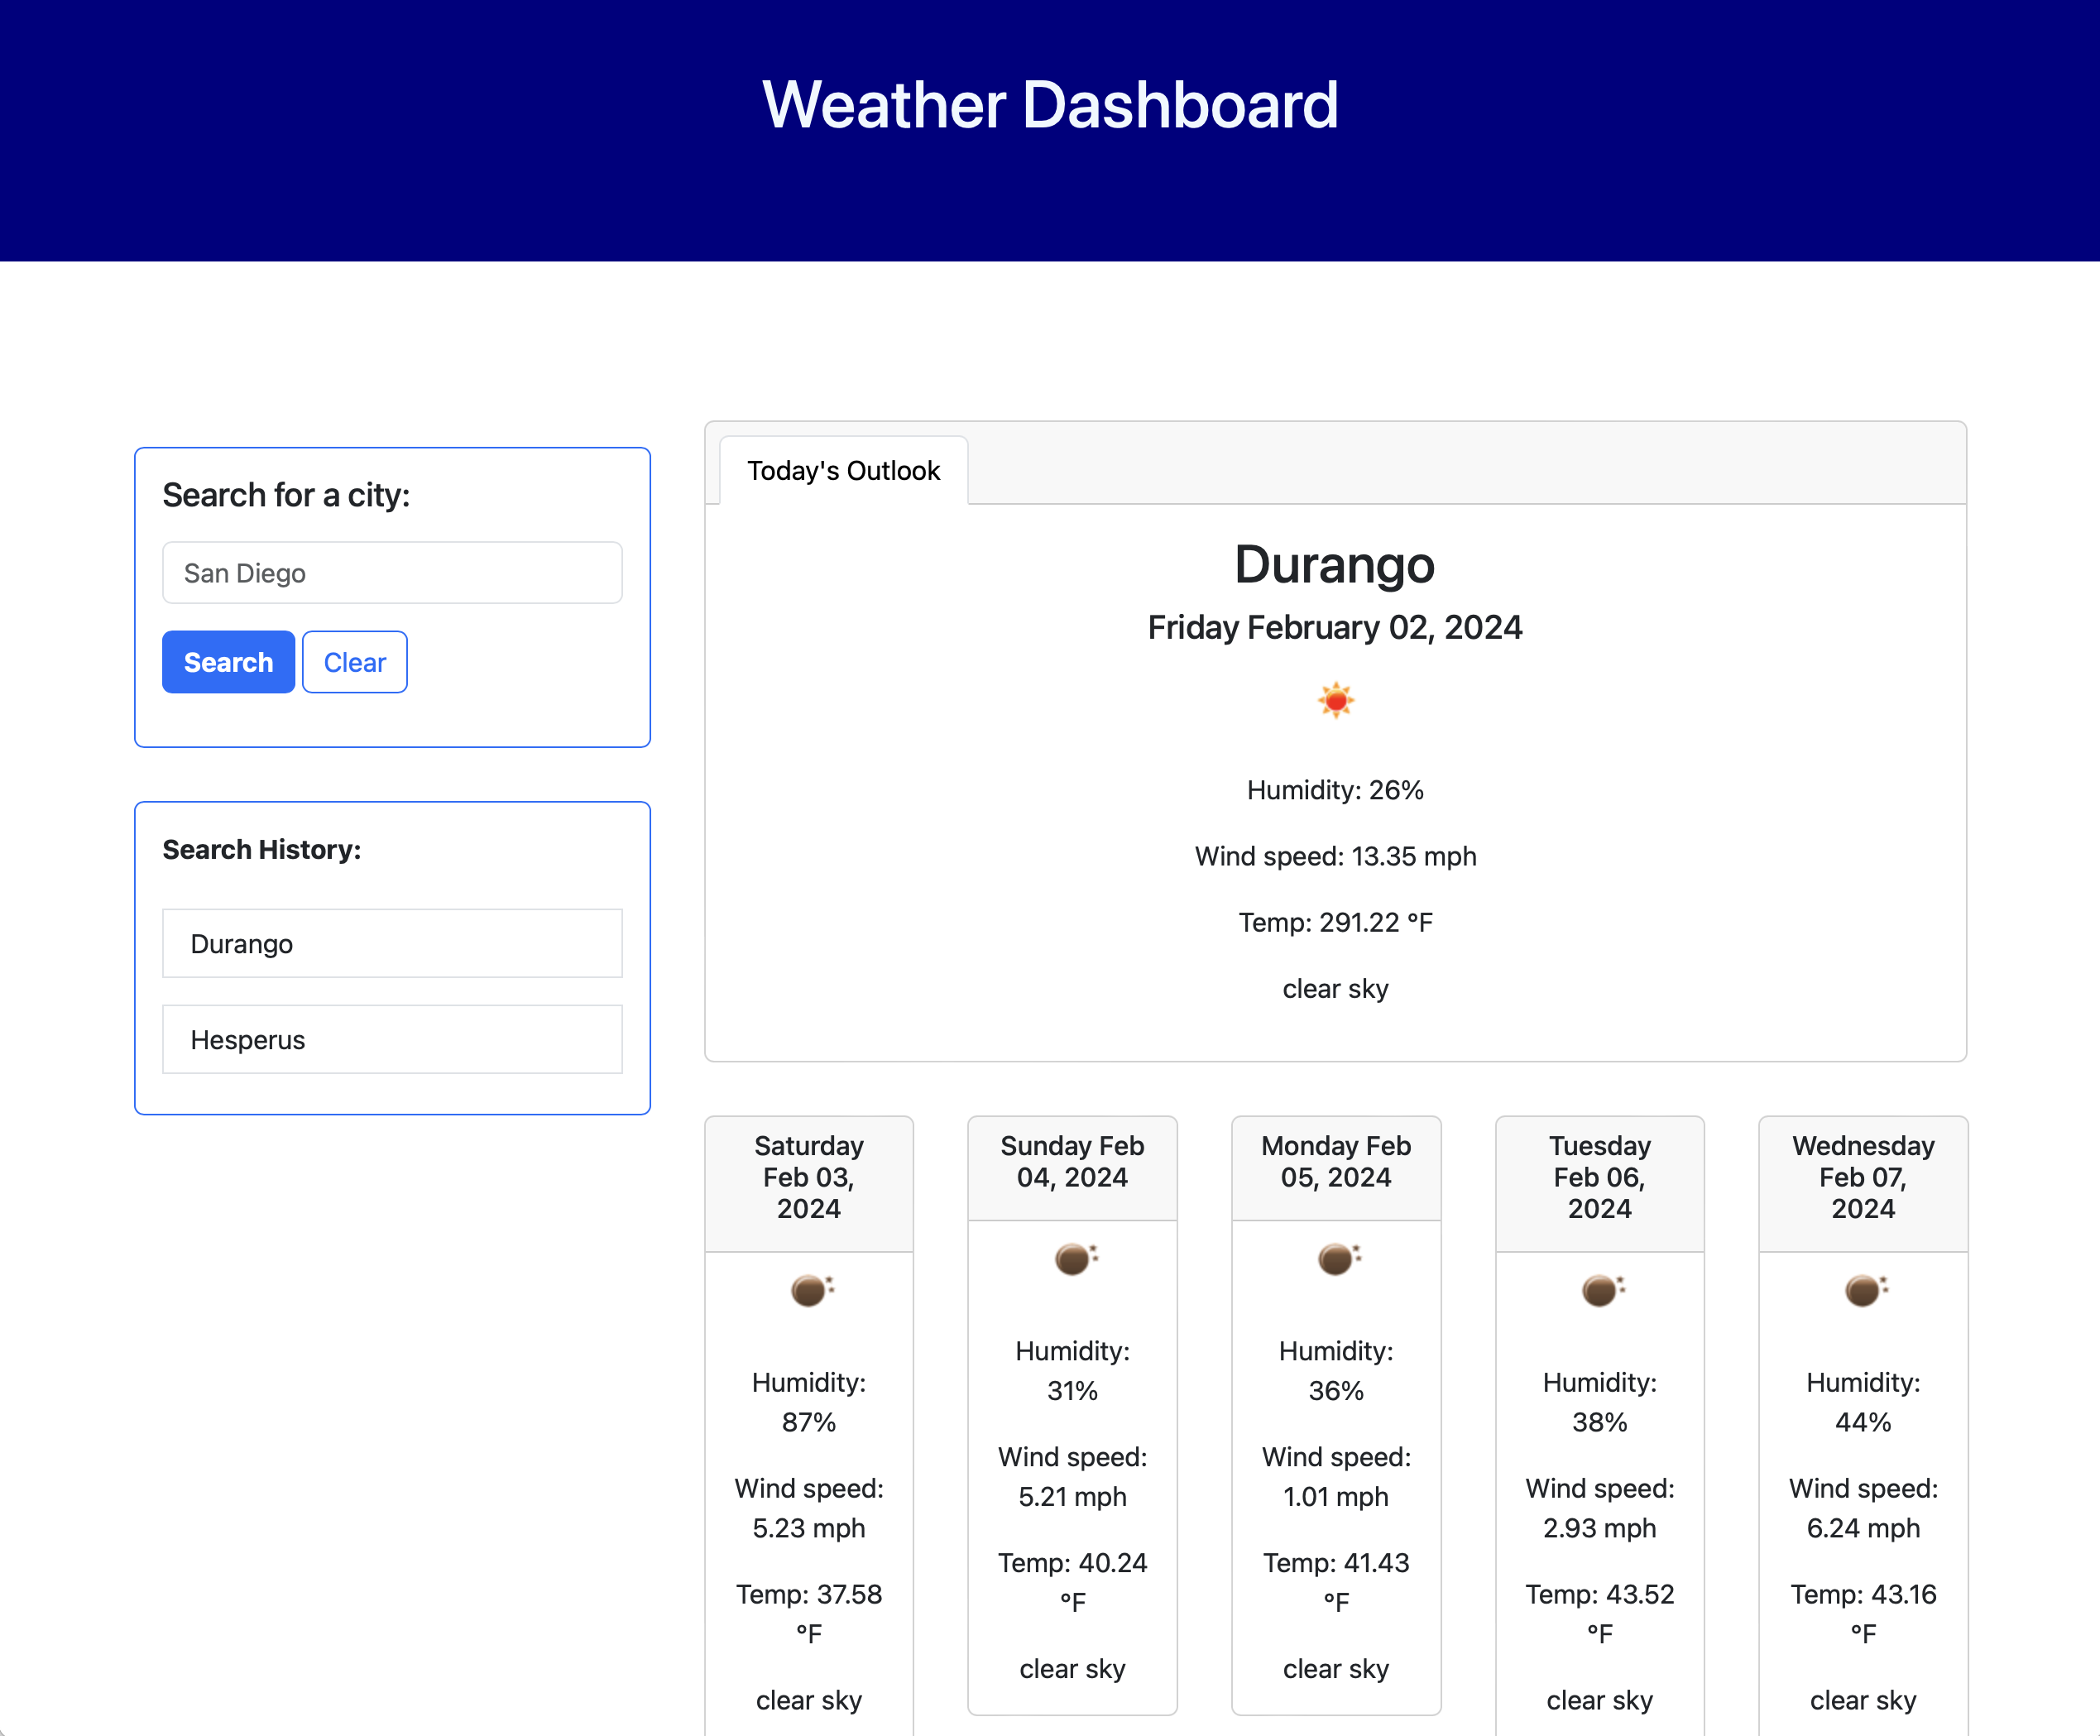 Weather Dashboard
Search for a city:
San Diego
Search
Clear
Search History:
Durango
Hesperus
Today's Outlook
Durango
Friday February 02, 2024
Humidity: 26%
Wind speed: 13.35 mph
Temp: 291.22 °F
clear sky
Saturday
Feb 03,
2024
Humidity:
87%
Wind speed:
5.23 mph
Temp: 37.58
°F
clear sky
Sunday Feb
04, 2024
Humidity:
31%
Wind speed:
5.21 mph
Temp: 40.24
°F
clear sky
Monday Feb
05, 2024
Humidity:
36%
Wind speed:
1.01 mph
Temp: 41.43
°F
clear sky
Tuesday
Feb 06,
2024
Humidity:
38%
Wind speed:
2.93 mph
Temp: 43.52
°F
clear sky
Wednesday
Feb 07,
2024
Humidity:
44%
Wind speed:
6.24 mph
Temp: 43.16
°F
clear sky